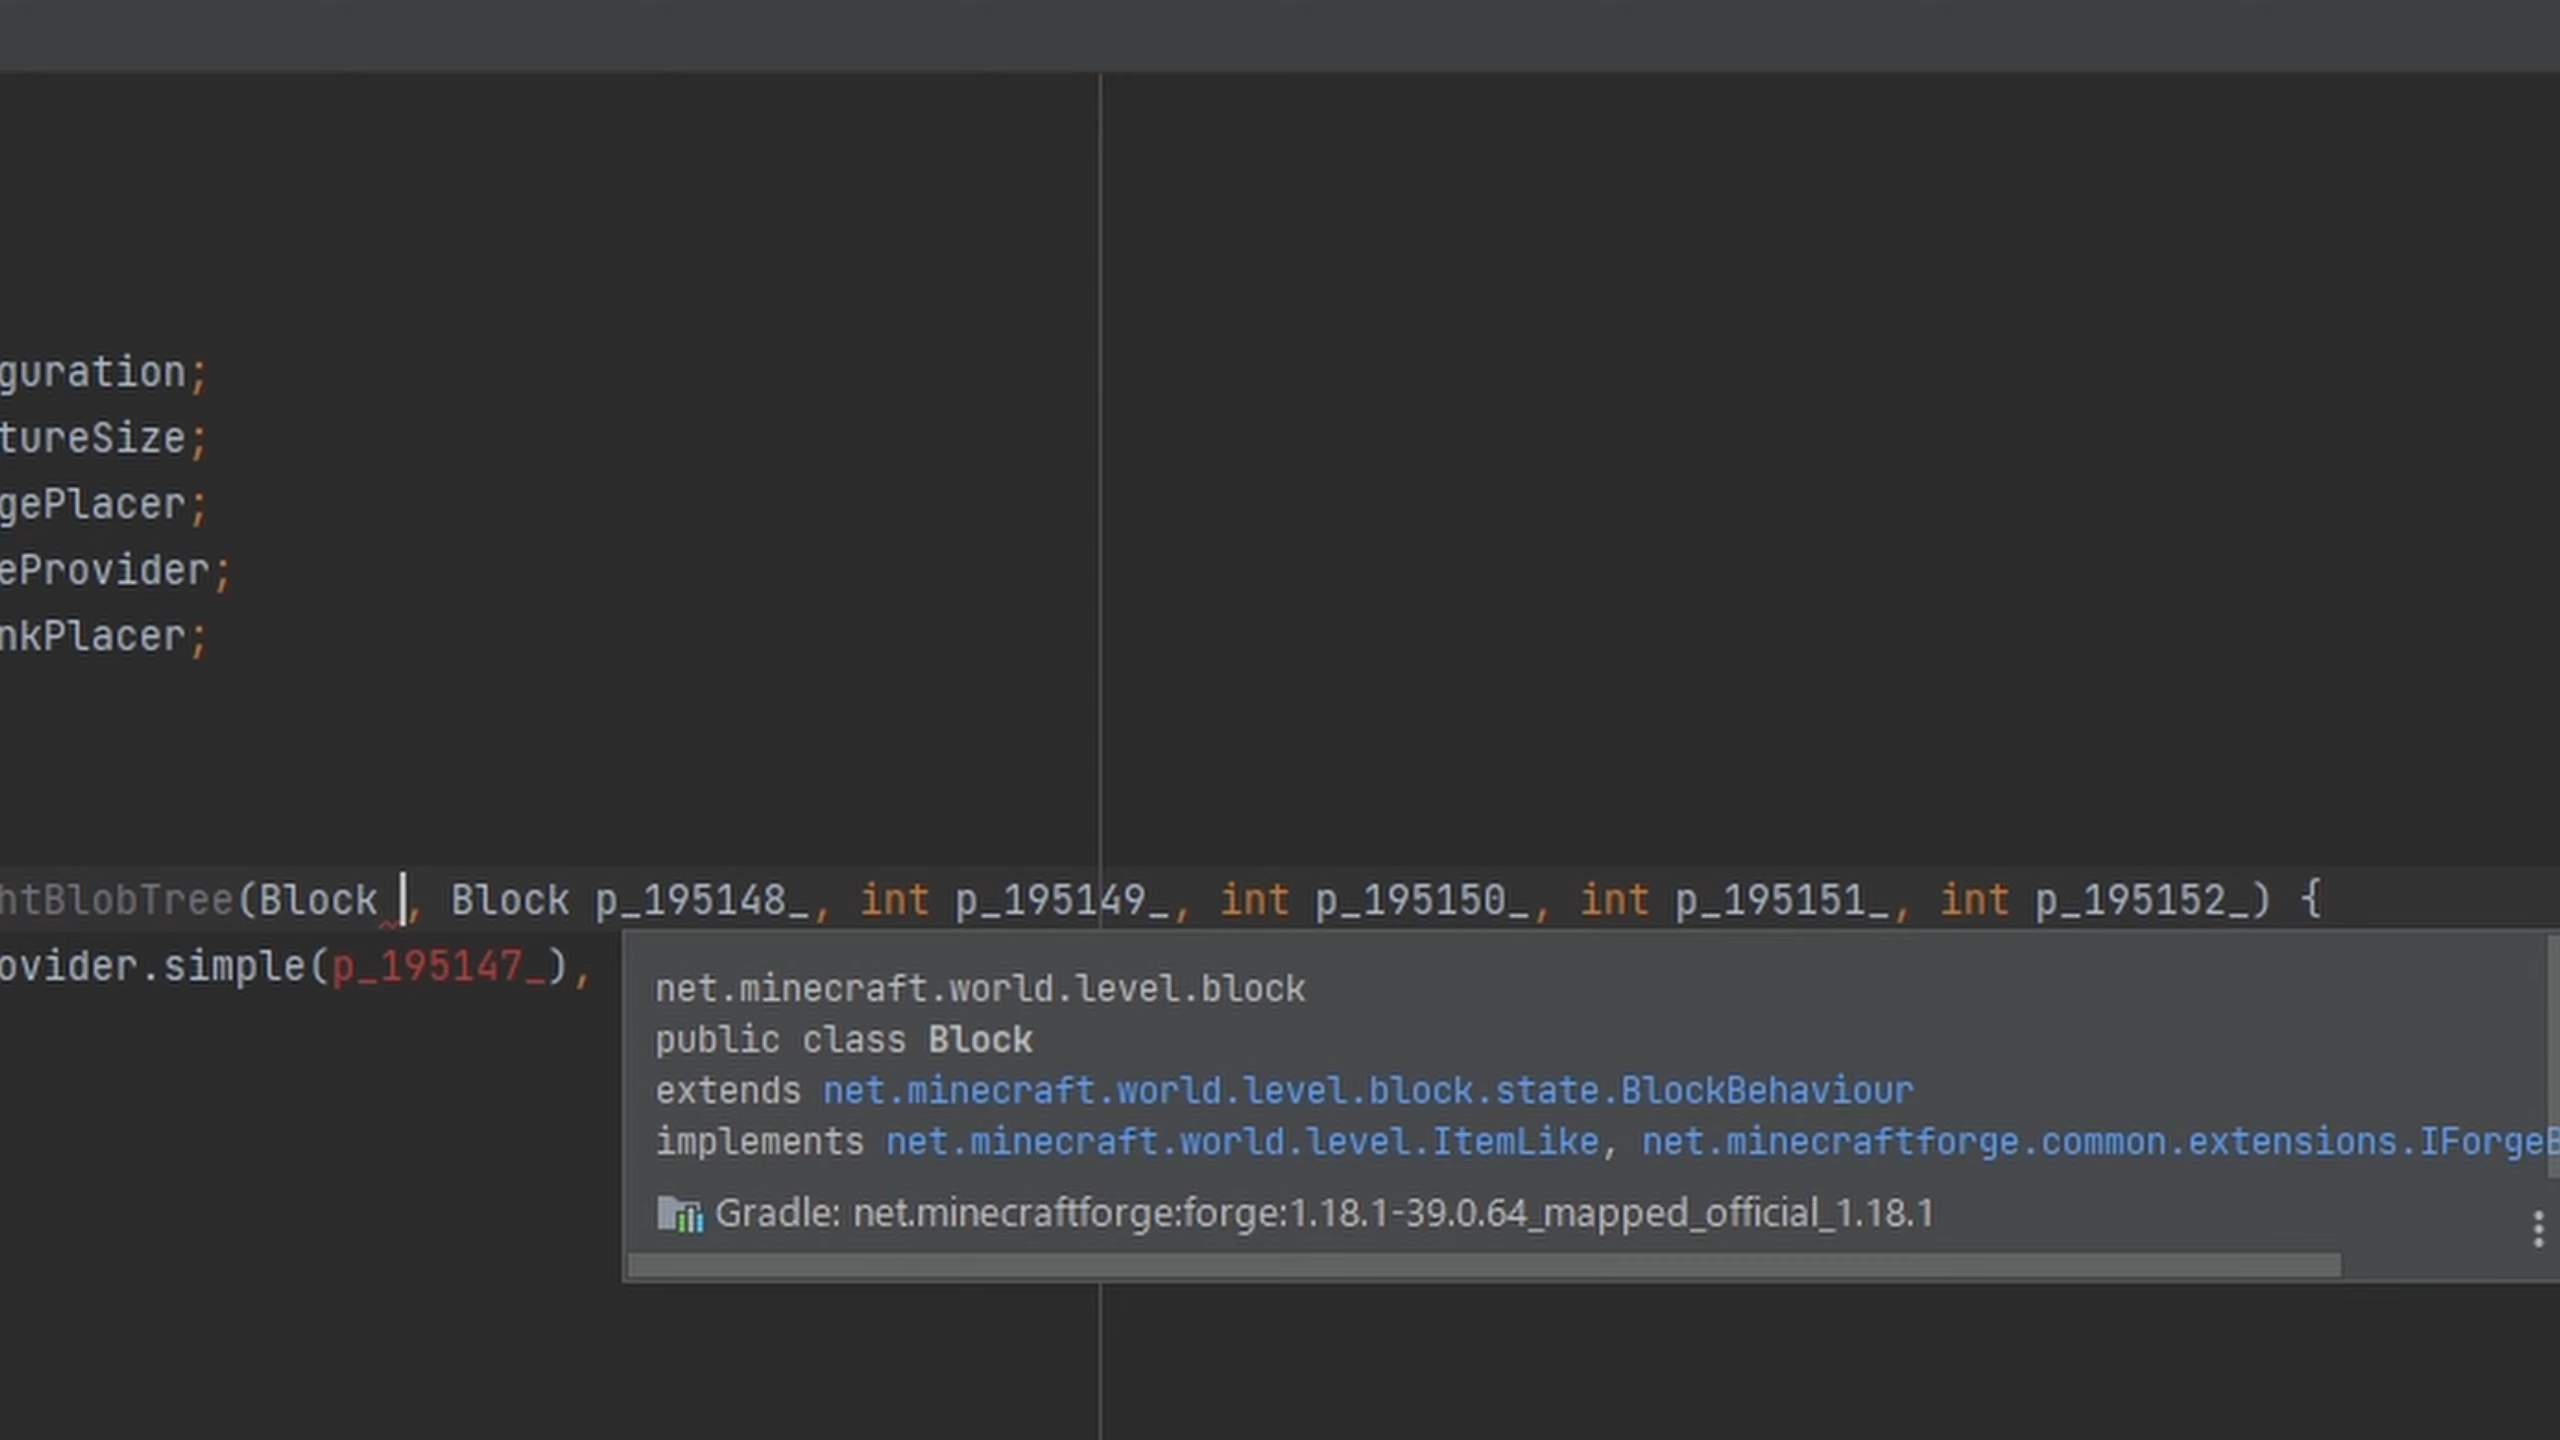 guration;
tureSize;
gePlacer;
eProvider;
nkPlacer;
htBlobTree(Block , Block p_195148_, int p_195149_, int p_195150_, int p_195151_, int p_195152_) {
ovider.simple(p_195147_),
net.minecraft.world.level.block
public class Block
extends net.minecraft.world.level.block.state.BlockBehaviour
implements net.minecraft.world.level.ItemLike, net.minecraftforge.common.extensions.IForgeB
Gradle: net.minecraftforge:forge:1.18.1-39.0.64_mapped_official_1.18.1